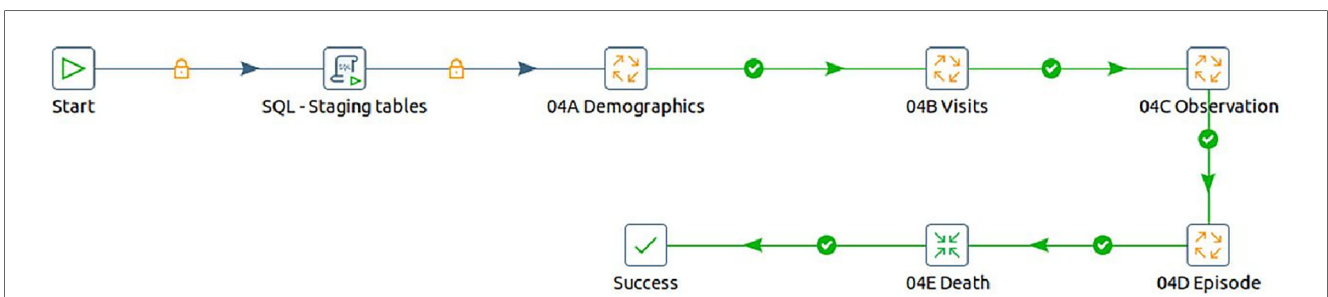 Start
SQL - Staging tables
04A Demographics
04B Visits
04C Observation
Success
04E Death
04D Episode